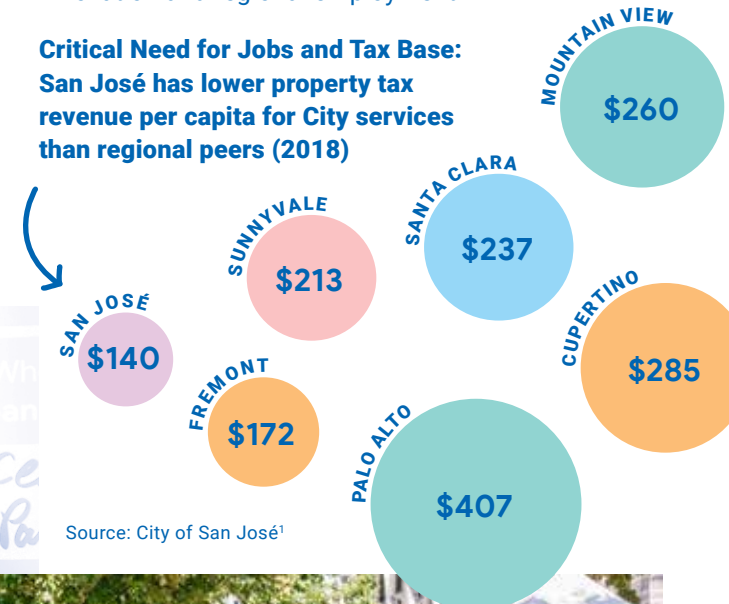 Critical Need for Jobs and Tax Base:
San José has lower property tax
revenue per capita for City services
than regional peers (2018)
MOUNTAIN VIEW
$260
SANTA CLARA
$237
SUNNYVALE
$213
CUPERTINO
$285
SAN JOSÉ
$140
FREMONT
$172
PALO ALTO
$407
Source: City of San José¹